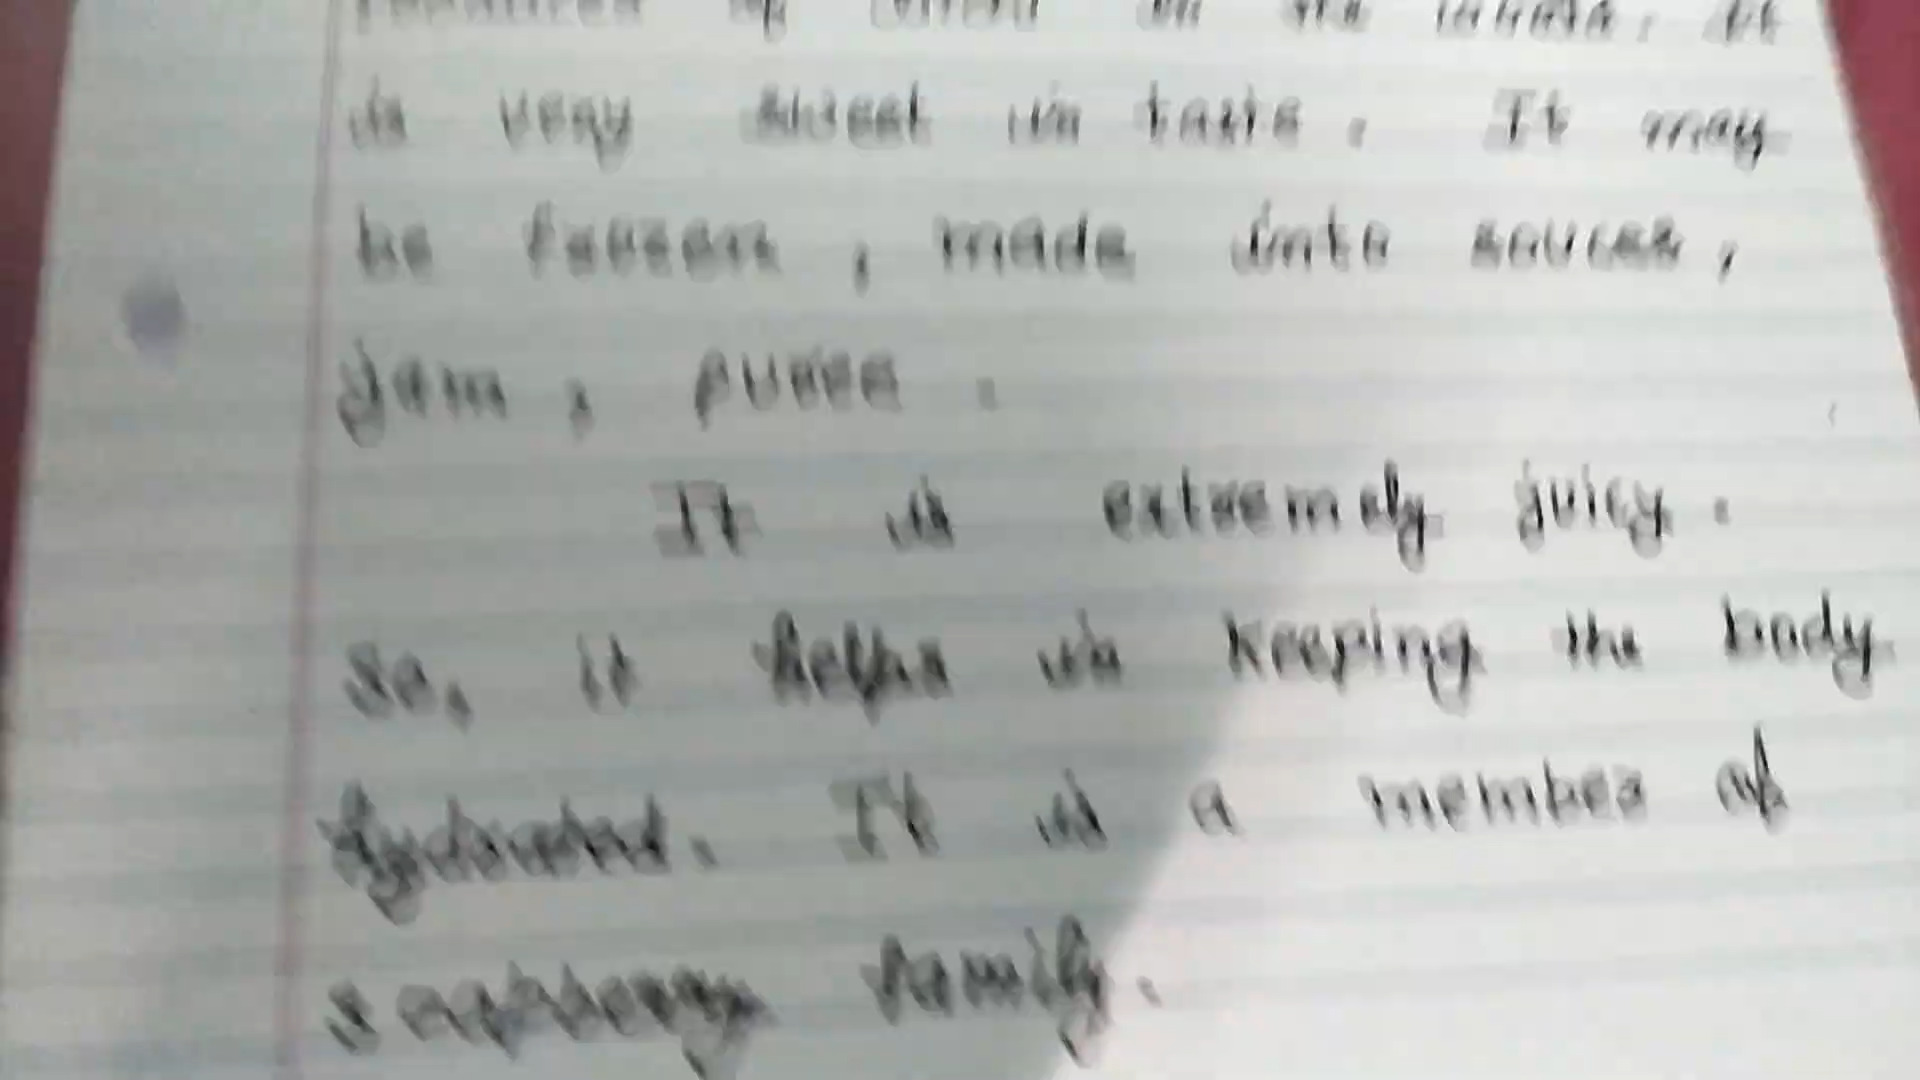 is very sweet in taste. It may
be frozen, made into sauces,
jam, puree.
It is extremely juicy.
So, it helps in keeping the body
hydrated. It is a member of
family.